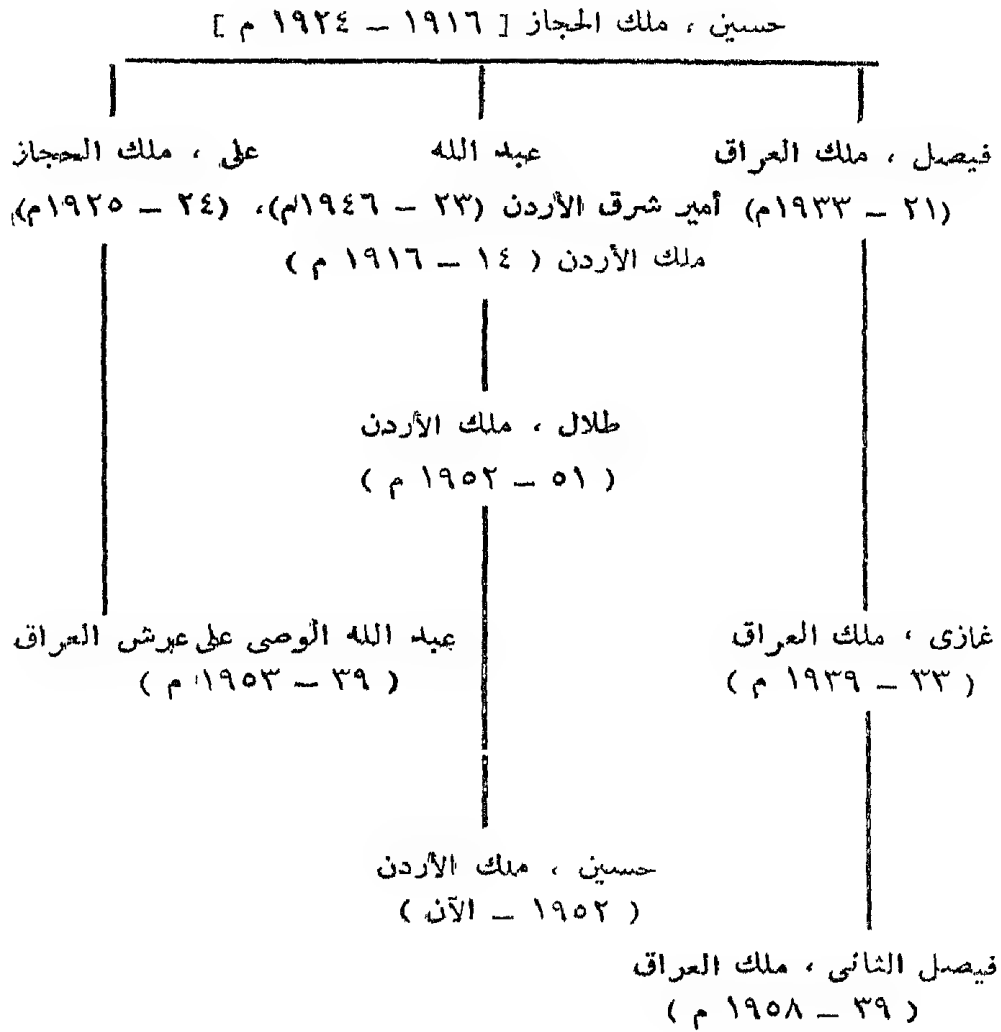 حسين ، ملك الحجاز [ ١٩١٦ – ١٩٢٤ م ]
فيصل ، ملك العراق عبد الله على ، ملك الحجاز
(٢١ – ١٩٣٣م) أمير شرق الأردن (٢٣ – ١٩٤٦م)، (٢٤ – ١٩٢٥م)
ملك الأردن ( ١٤ – ١٩١٦ م )
طلال ، ملك الأردن
( ٥١ – ١٩٥٢ م )
غازى ، ملك العراق عبد الله الوصى على عرش العراق
( ٣٣ – ١٩٣٩ م ) ( ٣٩ – ١٩٥٣ م )
حسين ، ملك الأردن
( ١٩٥٢ – الآن )
فيصل الثانى ، ملك العراق
( ٣٩ – ١٩٥٨ م )